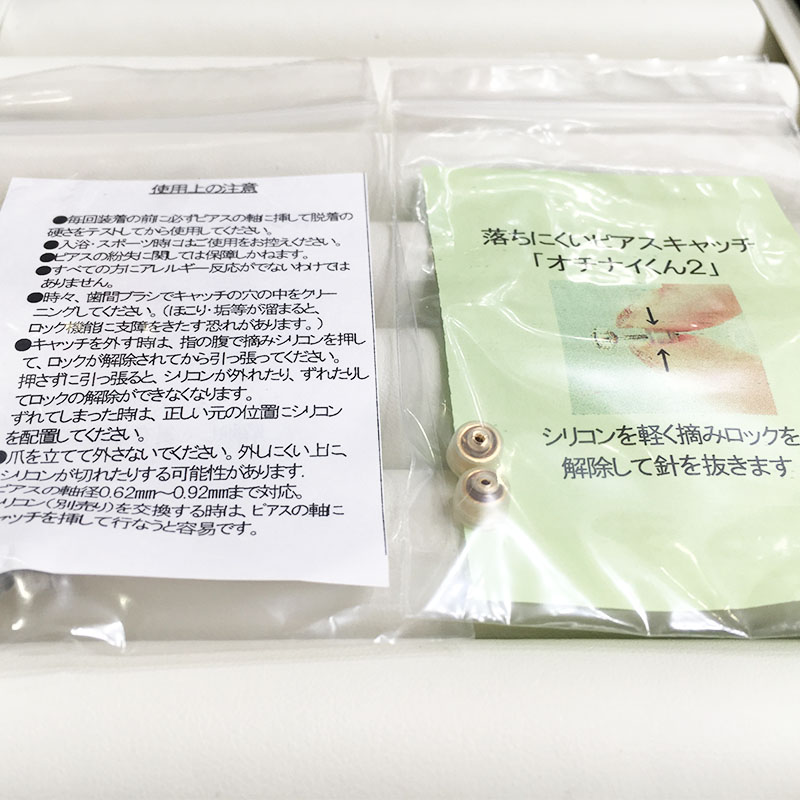 使用上の注意
●毎回装着の前に必ずピアスの軸に挿して脱着の
硬さをテストしてから使用してください。
●入浴・スポーツ時にはご使用をお控えください。
●ピアスの紛失に関しては保障しかねます。
●すべての方にアレルギー反応がでないわけでは
ありません。
●時々、歯間ブラシでキャッチの穴の中をクリー
ニングしてください。(ほこり・垢等が溜まると、
ロック機能に支障をきたす恐れがあります。)
●キャッチを外す時は、指の腹で摘みシリコンを押し
て、ロックが解除されてから引っ張ってください。
押さずに引っ張ると、シリコンが外れたり、ずれたりし
てロックの解除ができなくなります。
ずれてしまった時は、正しい元の位置にシリコン
を配置してください。
●爪を立てて外さないでください。外しにくい上に、
シリコンが切れたりする可能性があります.
ピアスの軸径0.62mm〜0.92mmまで対応。
リコン(別売り)を交換する時は、ピアスの軸に
ャッチを挿して行なうと容易です。
落ちにくいピアスキャッチ
「オチナイくん2」
シリコンを軽く摘みロックを
解除して針を抜きます